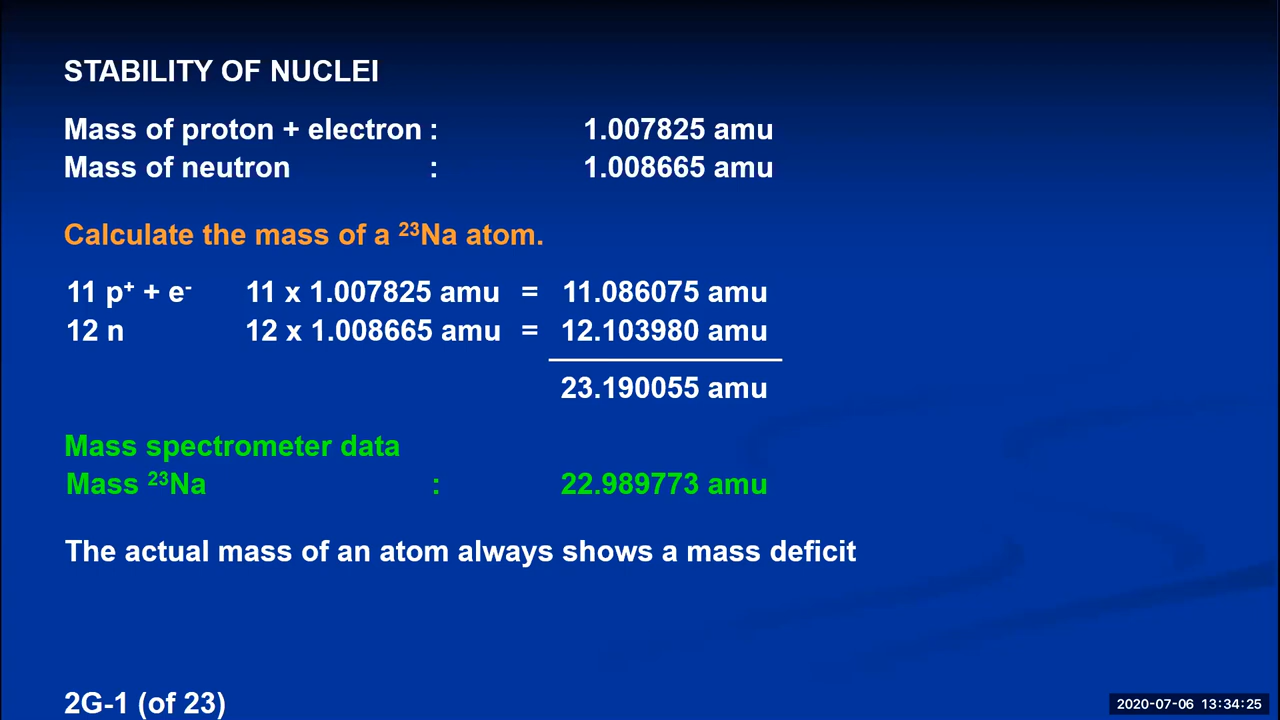 STABILITY OF NUCLEI
Mass of proton + electron : 1.007825 amu
Mass of neutron : 1.008665 amu
Calculate the mass of a ²³Na atom.
11 p⁺ + e⁻ 11 x 1.007825 amu = 11.086075 amu
12 n 12 x 1.008665 amu = 12.103980 amu
23.190055 amu
Mass spectrometer data
Mass ²³Na : 22.989773 amu
The actual mass of an atom always shows a mass deficit
2G-1 (of 23)
2020-07-06 13:34:25